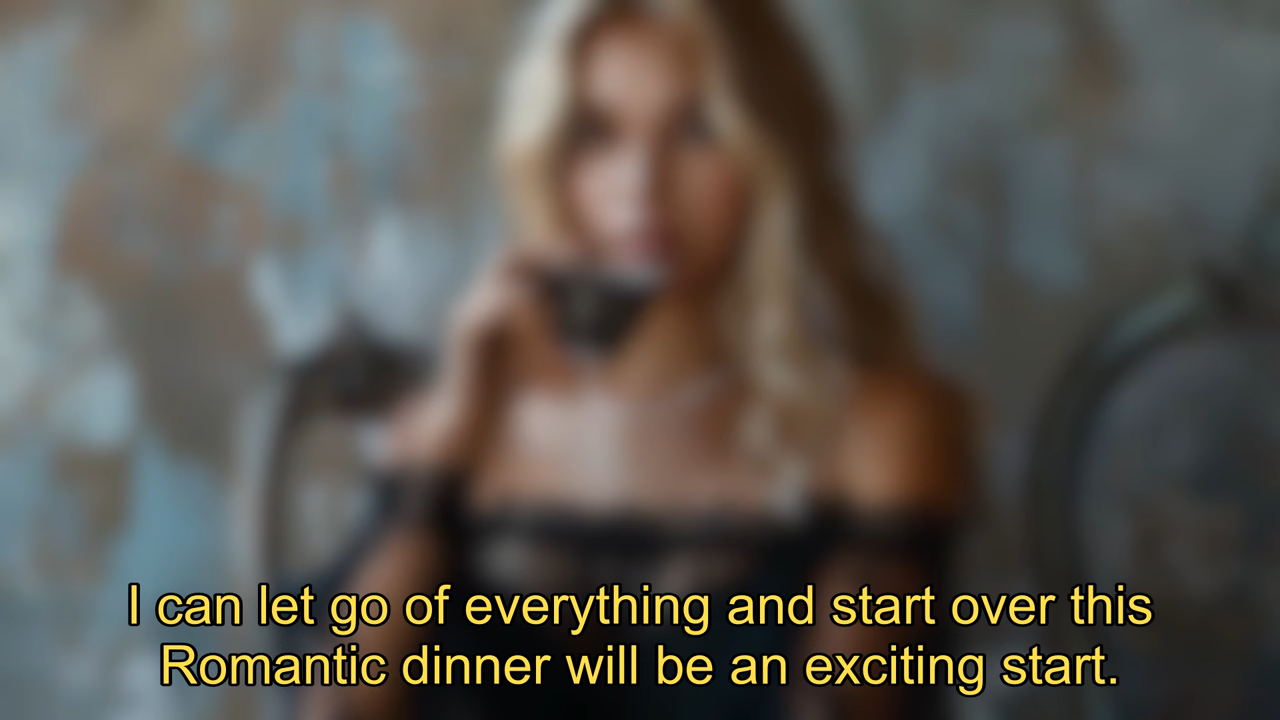 I can let go of everything and start over this
Romantic dinner will be an exciting start.